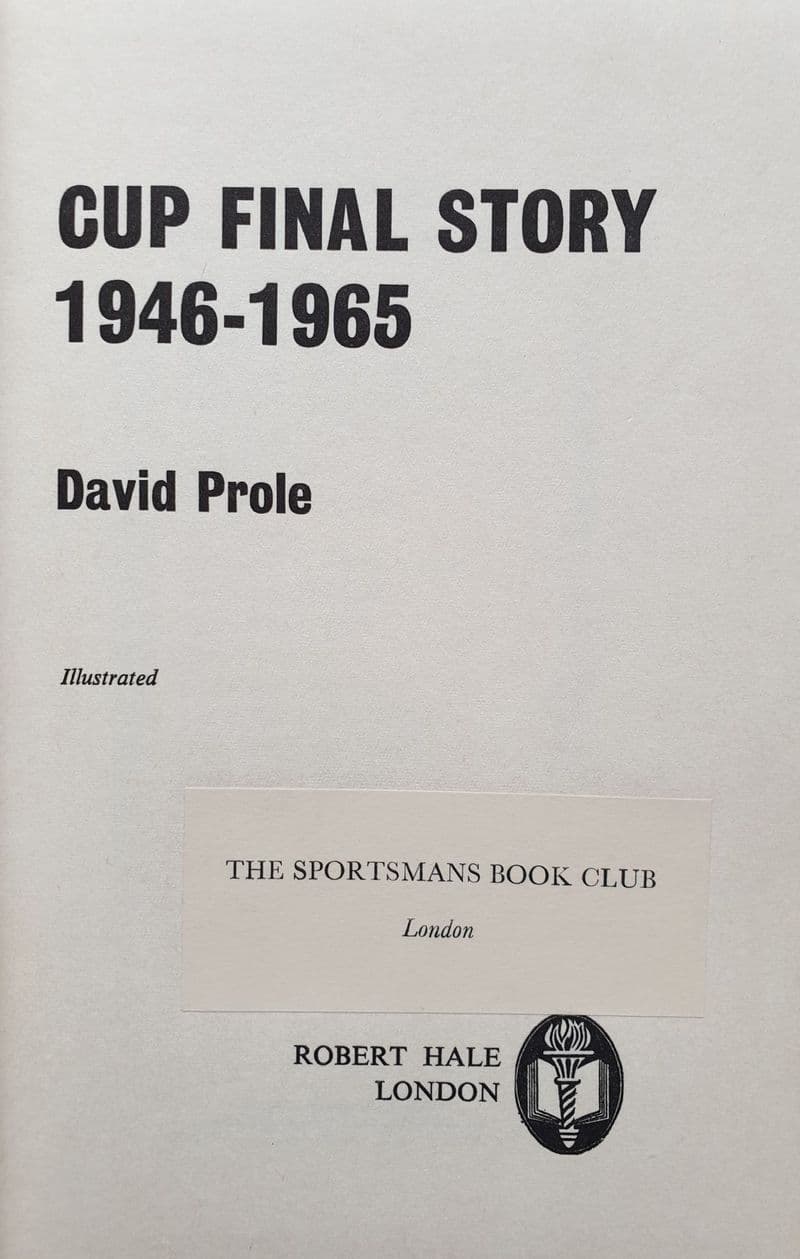 CUP FINAL STORY
1946-1965
David Prole
Illustrated
THE SPORTSMANS BOOK CLUB
London
ROBERT HALE
LONDON